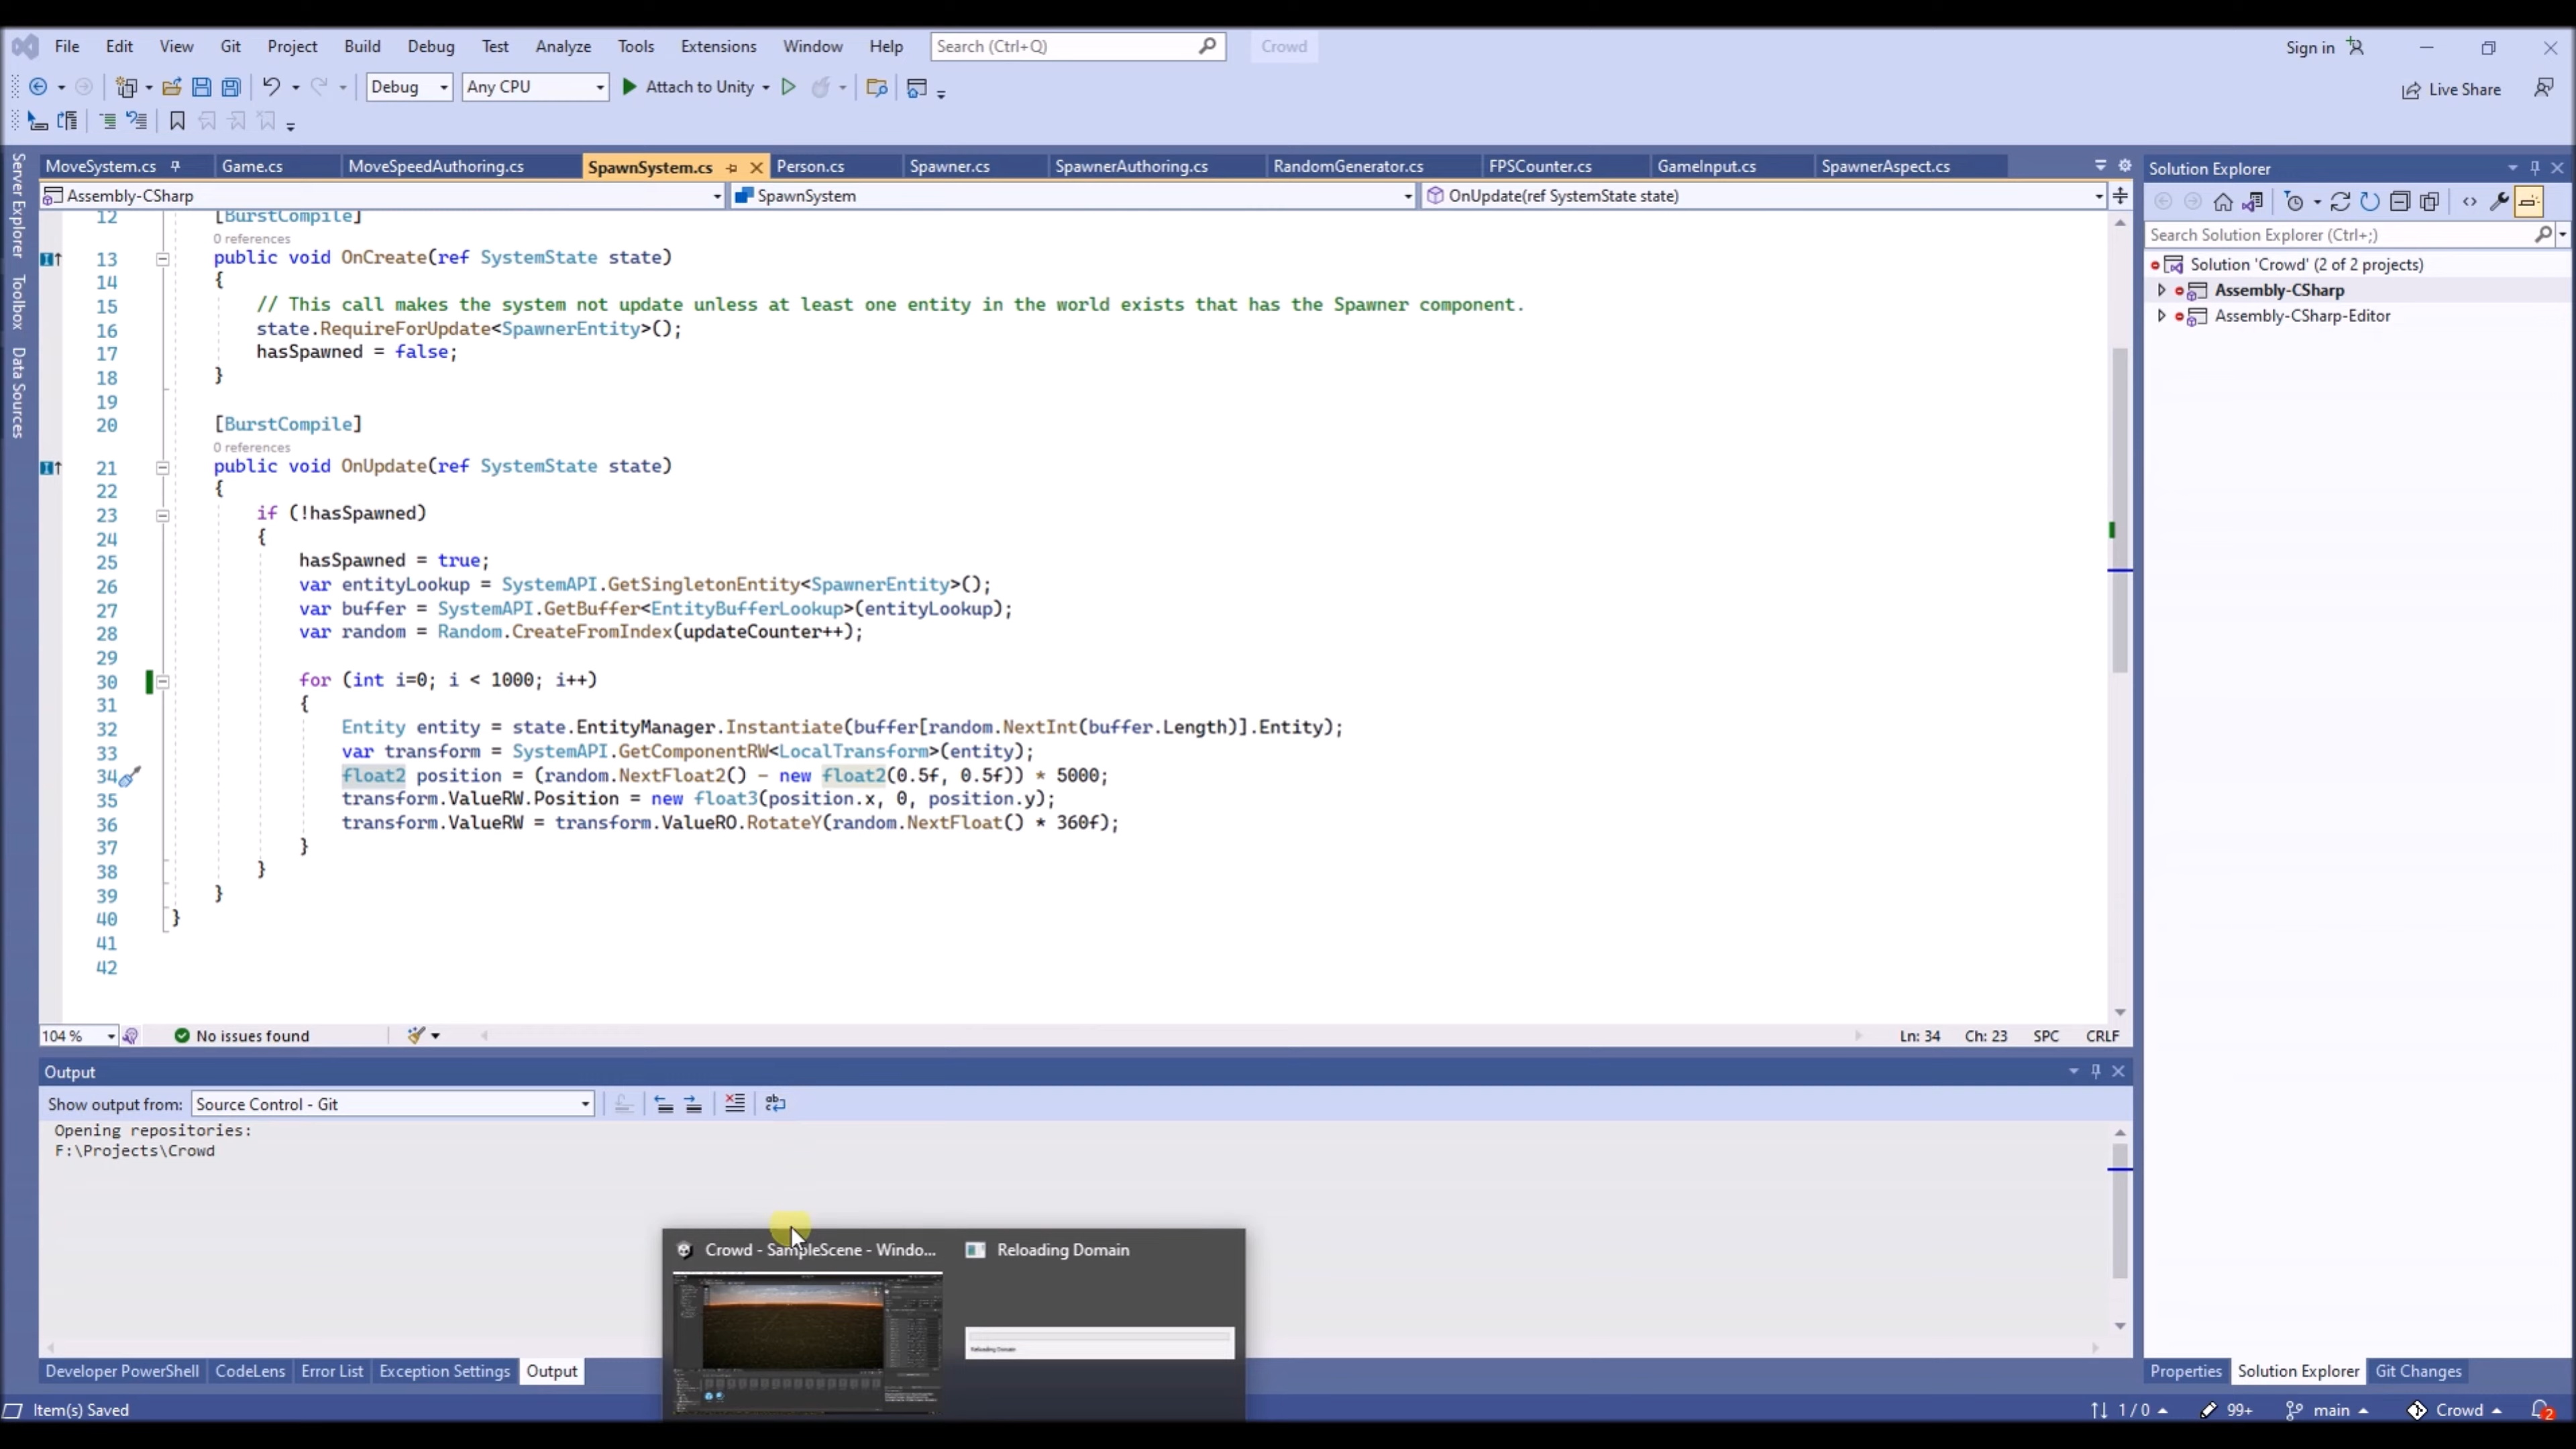 File Edit View Git Project Build Debug Test Analyze Tools Extensions Window Help Search (Ctrl+Q) Crowd Sign in
Debug Any CPU Attach to Unity Live Share
MoveSystem.cs Game.cs MoveSpeedAuthoring.cs SpawnSystem.cs Person.cs Spawner.cs SpawnerAuthoring.cs RandomGenerator.cs FPSCounter.cs GameInput.cs SpawnerAspect.cs
Assembly-CSharp SpawnSystem OnUpdate(ref SystemState state)
Server Explorer
Toolbox
Data Sources
12 [BurstCompile]
0 references
13 public void OnCreate(ref SystemState state)
14 {
15 // This call makes the system not update unless at least one entity in the world exists that has the Spawner component.
16 state.RequireForUpdate<SpawnerEntity>();
17 hasSpawned = false;
18 }
19
20 [BurstCompile]
0 references
21 public void OnUpdate(ref SystemState state)
22 {
23 if (!hasSpawned)
24 {
25 hasSpawned = true;
26 var entityLookup = SystemAPI.GetSingletonEntity<SpawnerEntity>();
27 var buffer = SystemAPI.GetBuffer<EntityBufferLookup>(entityLookup);
28 var random = Random.CreateFromIndex(updateCounter++);
29
30 for (int i=0; i < 1000; i++)
31 {
32 Entity entity = state.EntityManager.Instantiate(buffer[random.NextInt(buffer.Length)].Entity);
33 var transform = SystemAPI.GetComponentRW<LocalTransform>(entity);
34 float2 position = (random.NextFloat2() - new float2(0.5f, 0.5f)) * 5000;
35 transform.ValueRW.Position = new float3(position.x, 0, position.y);
36 transform.ValueRW = transform.ValueRO.RotateY(random.NextFloat() * 360f);
37 }
38 }
39 }
40 }
41
42
104 % No issues found Ln: 34 Ch: 23 SPC CRLF
Output
Show output from: Source Control - Git
Opening repositories:
F:\Projects\Crowd
Crowd - SampleScene - Windo... Reloading Domain
Reloading Domain
Developer PowerShell CodeLens Error List Exception Settings Output
Item(s) Saved 1 / 0 99+ main Crowd 2
Solution Explorer
Search Solution Explorer (Ctrl+;)
Solution 'Crowd' (2 of 2 projects)
Assembly-CSharp
Assembly-CSharp-Editor
Properties Solution Explorer Git Changes